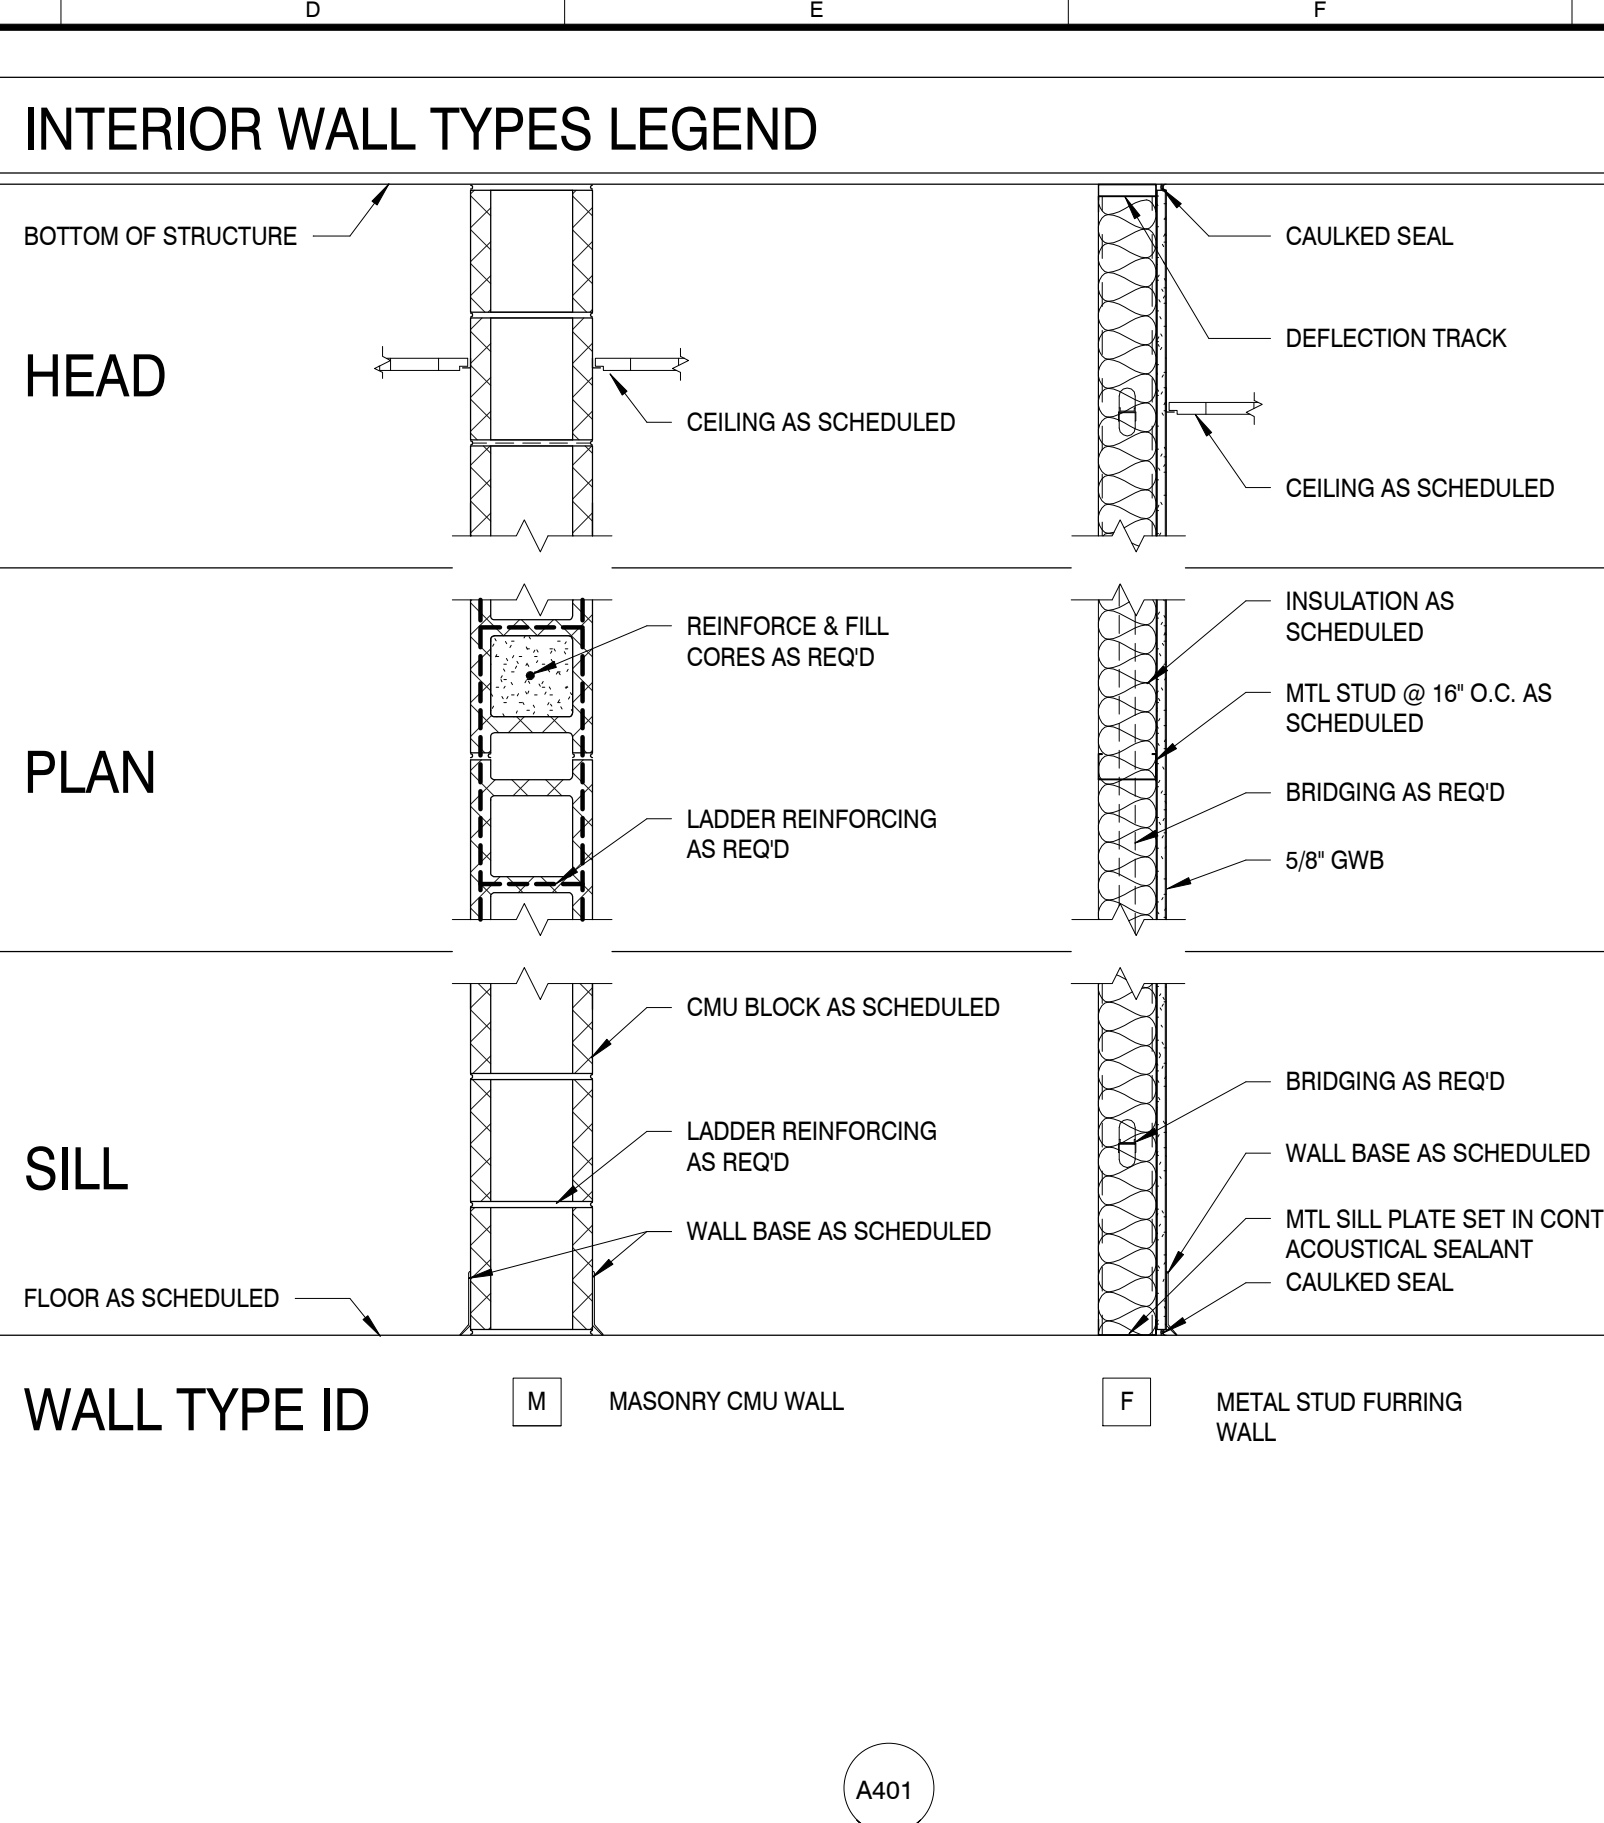 D E F
INTERIOR WALL TYPES LEGEND
BOTTOM OF STRUCTURE
CAULKED SEAL
DEFLECTION TRACK
HEAD
CEILING AS SCHEDULED
CEILING AS SCHEDULED
PLAN
REINFORCE & FILL
CORES AS REQ'D
LADDER REINFORCING
AS REQ'D
INSULATION AS
SCHEDULED
MTL STUD @ 16" O.C. AS
SCHEDULED
BRIDGING AS REQ'D
5/8" GWB
SILL
CMU BLOCK AS SCHEDULED
LADDER REINFORCING
AS REQ'D
WALL BASE AS SCHEDULED
FLOOR AS SCHEDULED
BRIDGING AS REQ'D
WALL BASE AS SCHEDULED
MTL SILL PLATE SET IN CONT
ACOUSTICAL SEALANT
CAULKED SEAL
WALL TYPE ID
M MASONRY CMU WALL
F METAL STUD FURRING
WALL
A401